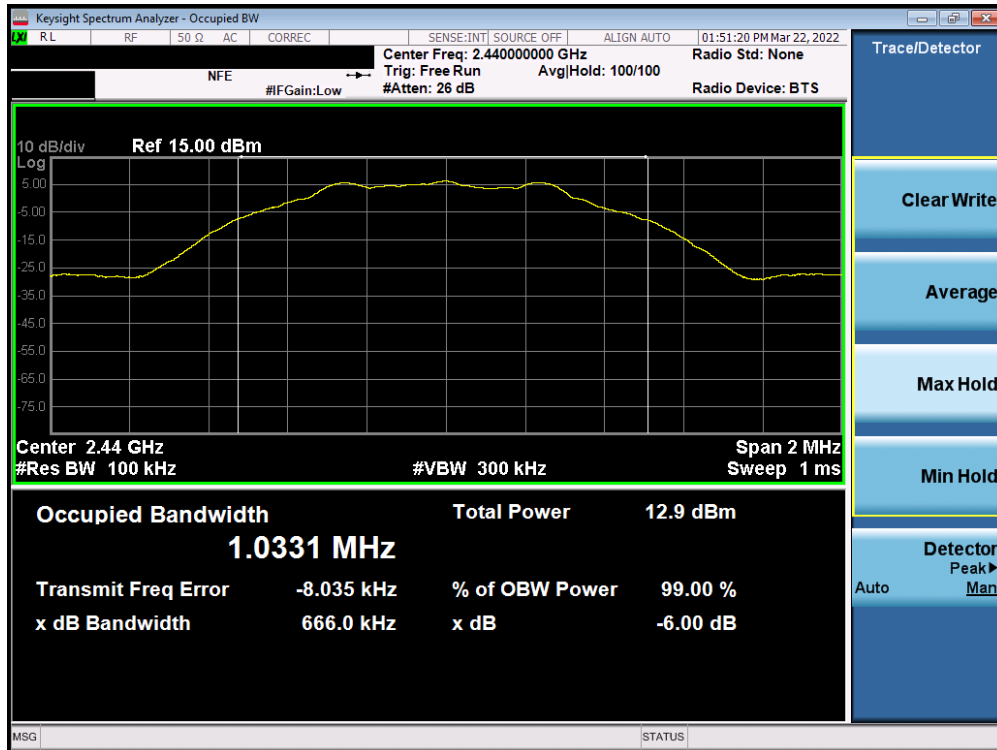 Keysight Spectrum Analyzer - Occupied BW
LXI RL RF 50 Ω AC CORREC SENSE:INT SOURCE OFF ALIGN AUTO 01:51:20 PM Mar 22, 2022
Center Freq: 2.440000000 GHz Radio Std: None
NFE Trig: Free Run Avg|Hold: 100/100
#IFGain:Low #Atten: 26 dB Radio Device: BTS
10 dB/div Ref 15.00 dBm
Log
5.00
-5.00
-15.0
-25.0
-35.0
-45.0
-55.0
-65.0
-75.0
Center 2.44 GHz Span 2 MHz
#Res BW 100 kHz #VBW 300 kHz Sweep 1 ms
Occupied Bandwidth Total Power 12.9 dBm
1.0331 MHz
Transmit Freq Error -8.035 kHz % of OBW Power 99.00 %
x dB Bandwidth 666.0 kHz x dB -6.00 dB
Trace/Detector
Clear Write
Average
Max Hold
Min Hold
Detector
Peak▶
Auto Man
MSG STATUS